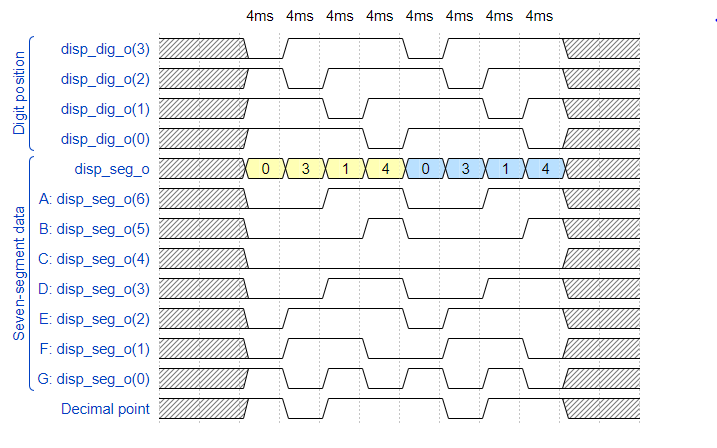 4ms 4ms 4ms 4ms 4ms 4ms 4ms 4ms
Digit position
disp_dig_o(3)
disp_dig_o(2)
disp_dig_o(1)
disp_dig_o(0)
Seven-segment data
disp_seg_o 0 3 1 4 0 3 1 4
A: disp_seg_o(6)
B: disp_seg_o(5)
C: disp_seg_o(4)
D: disp_seg_o(3)
E: disp_seg_o(2)
F: disp_seg_o(1)
G: disp_seg_o(0)
Decimal point